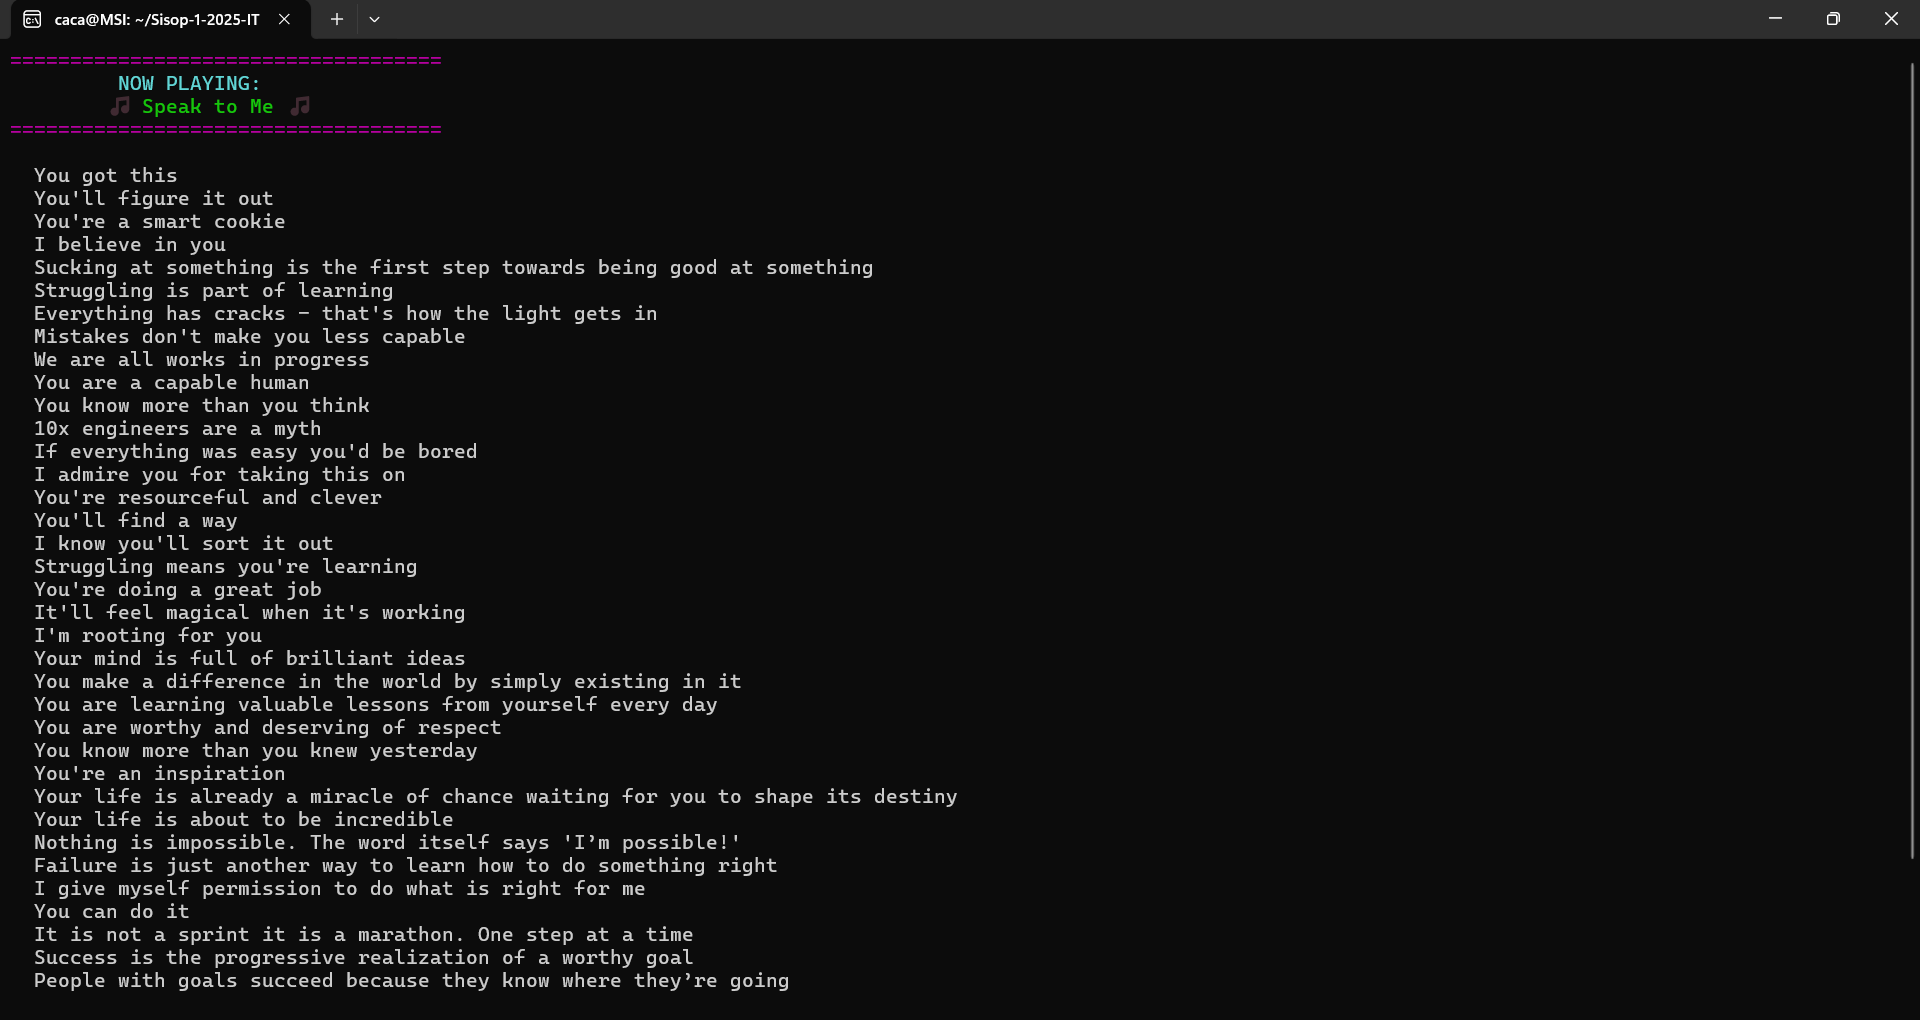 caca@MSI: ~/Sisop-1-2025-IT
====================================
NOW PLAYING:
🎵 Speak to Me 🎵
====================================
You got this
You'll figure it out
You're a smart cookie
I believe in you
Sucking at something is the first step towards being good at something
Struggling is part of learning
Everything has cracks - that's how the light gets in
Mistakes don't make you less capable
We are all works in progress
You are a capable human
You know more than you think
10x engineers are a myth
If everything was easy you'd be bored
I admire you for taking this on
You're resourceful and clever
You'll find a way
I know you'll sort it out
Struggling means you're learning
You're doing a great job
It'll feel magical when it's working
I'm rooting for you
Your mind is full of brilliant ideas
You make a difference in the world by simply existing in it
You are learning valuable lessons from yourself every day
You are worthy and deserving of respect
You know more than you knew yesterday
You're an inspiration
Your life is already a miracle of chance waiting for you to shape its destiny
Your life is about to be incredible
Nothing is impossible. The word itself says 'I’m possible!'
Failure is just another way to learn how to do something right
I give myself permission to do what is right for me
You can do it
It is not a sprint it is a marathon. One step at a time
Success is the progressive realization of a worthy goal
People with goals succeed because they know where they’re going